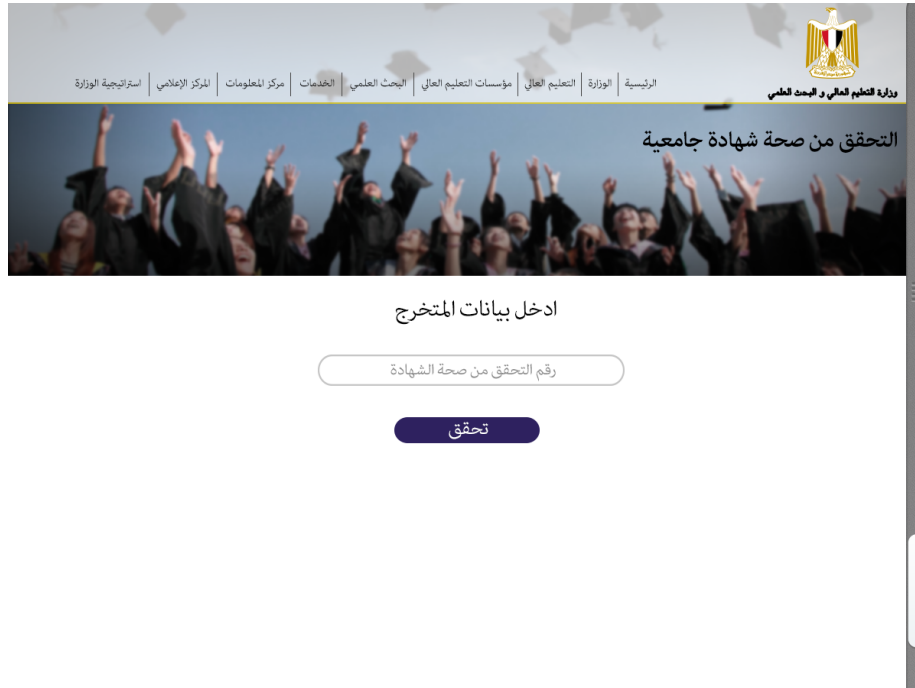 وزارة التعليم العالي و البحث العلمي
الرئيسية | الوزارة | التعليم العالي | مؤسسات التعليم العالي | البحث العلمي | الخدمات | مركز المعلومات | المركز الإعلامي | استراتيجية الوزارة
التحقق من صحة شهادة جامعية
ادخل بيانات المتخرج
رقم التحقق من صحة الشهادة
تحقق